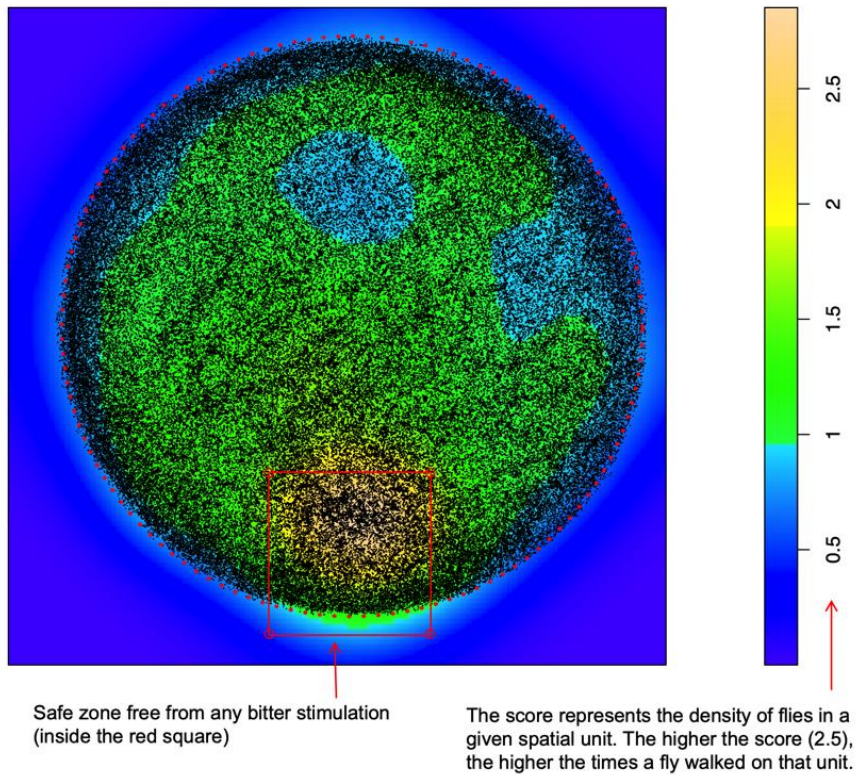 2.5
2
1.5
1
0.5
Safe zone free from any bitter stimulation
(inside the red square)
The score represents the density of flies in a
given spatial unit. The higher the score (2.5),
the higher the times a fly walked on that unit.